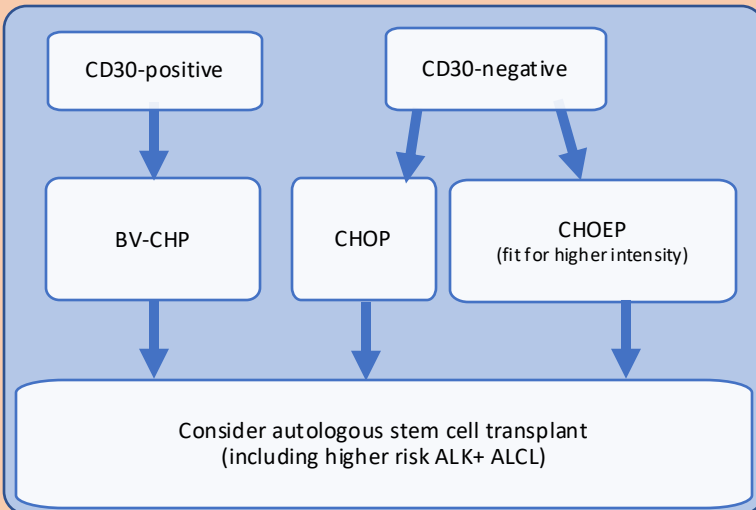 CD30-positive
CD30-negative
BV-CHP
CHOP
CHOEP
(fit for higher intensity)
Consider autologous stem cell transplant
(including higher risk ALK+ ALCL)